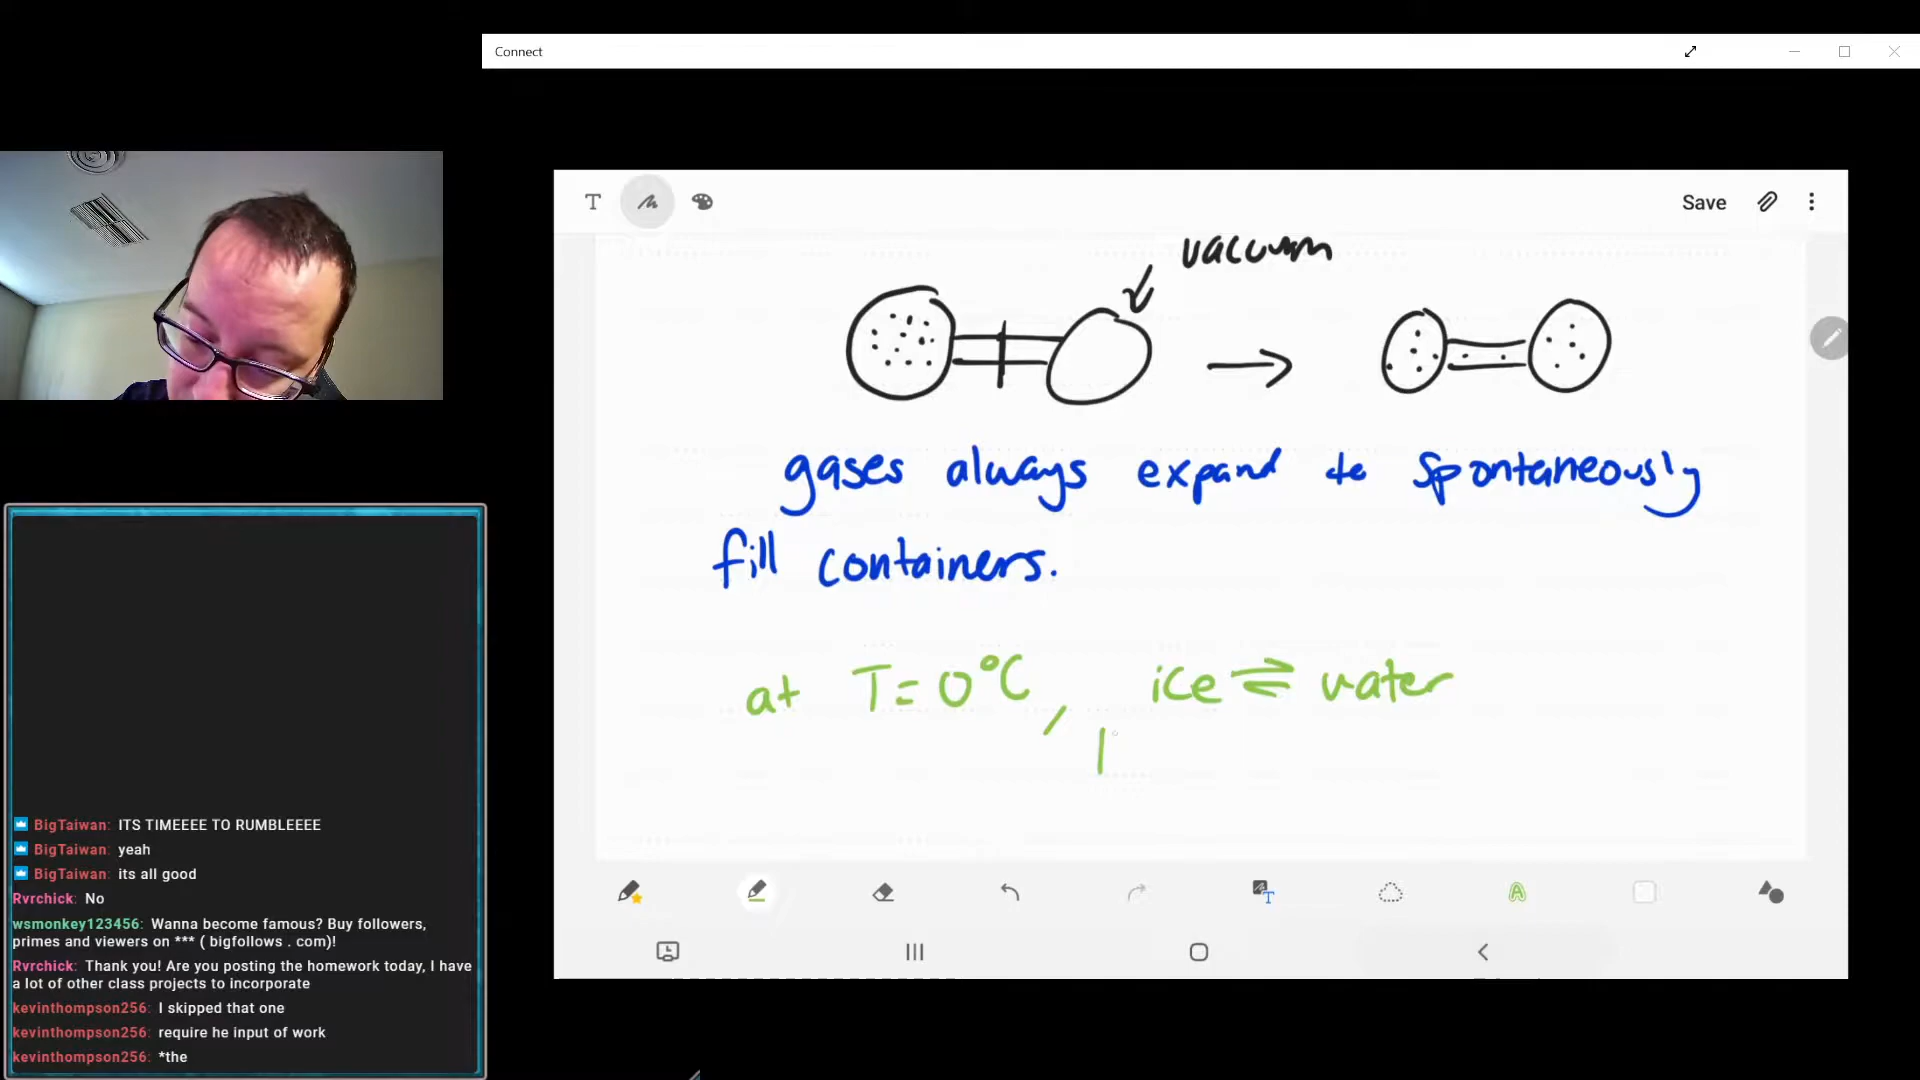 Connect
T
Save
vacuum
gases always expand to spontaneously
fill containers.
at T=0°C, ice ⇌ water
BigTaiwan: ITS TIMEEEE TO RUMBLEEEE
BigTaiwan: yeah
BigTaiwan: its all good
Rvrchick: No
wsmonkey123456: Wanna become famous? Buy followers,
primes and viewers on *** ( bigfollows . com)!
Rvrchick: Thank you! Are you posting the homework today, I have
a lot of other class projects to incorporate
kevinthompson256: I skipped that one
kevinthompson256: require he input of work
kevinthompson256: *the